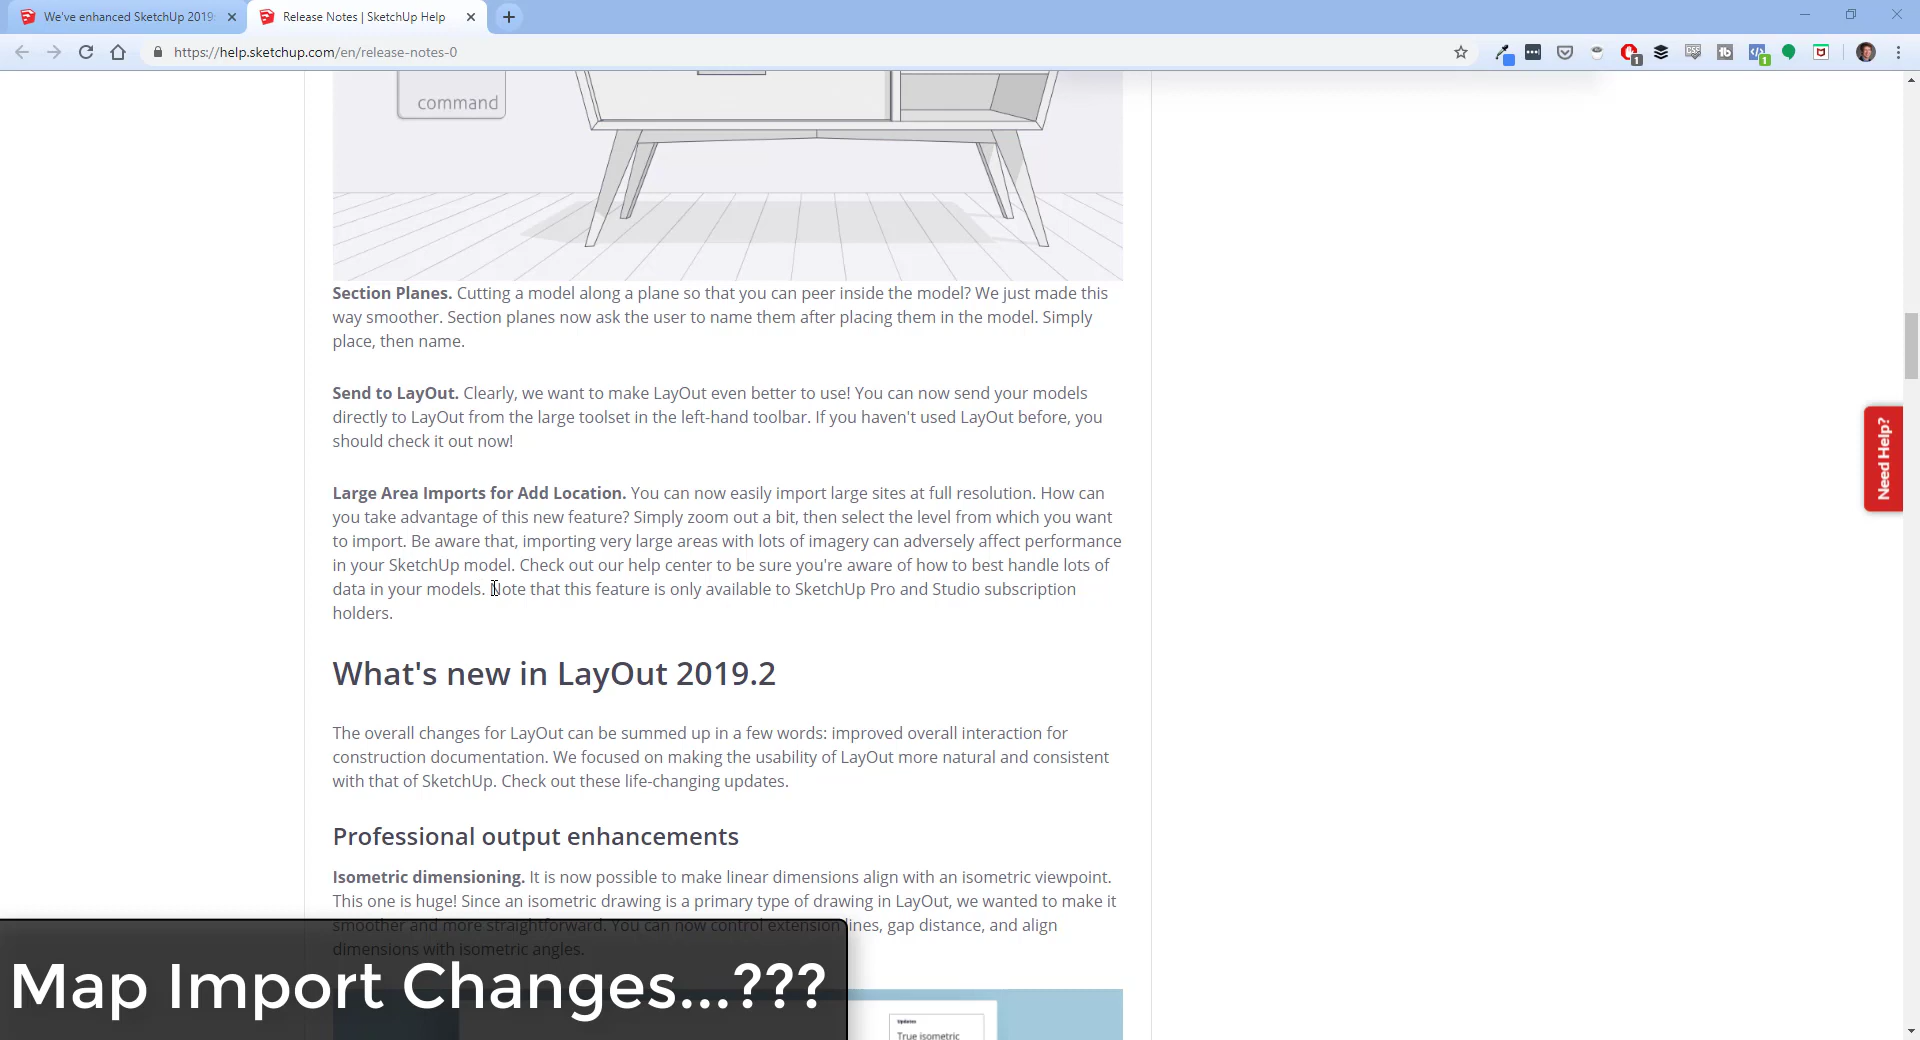 We've enhanced SketchUp 2019
Release Notes | SketchUp Help
https://help.sketchup.com/en/release-notes-0
command
Section Planes. Cutting a model along a plane so that you can peer inside the model? We just made this
way smoother. Section planes now ask the user to name them after placing them in the model. Simply
place, then name.
Send to LayOut. Clearly, we want to make LayOut even better to use! You can now send your models
directly to LayOut from the large toolset in the left-hand toolbar. If you haven't used LayOut before, you
should check it out now!
Large Area Imports for Add Location. You can now easily import large sites at full resolution. How can
you take advantage of this new feature? Simply zoom out a bit, then select the level from which you want
to import. Be aware that, importing very large areas with lots of imagery can adversely affect performance
in your SketchUp model. Check out our help center to be sure you're aware of how to best handle lots of
data in your models. Note that this feature is only available to SketchUp Pro and Studio subscription
holders.
Need Help?
What's new in LayOut 2019.2
The overall changes for LayOut can be summed up in a few words: improved overall interaction for
construction documentation. We focused on making the usability of LayOut more natural and consistent
with that of SketchUp. Check out these life-changing updates.
Professional output enhancements
Isometric dimensioning. It is now possible to make linear dimensions align with an isometric viewpoint.
This one is huge! Since an isometric drawing is a primary type of drawing in LayOut, we wanted to make it
smoother and more straightforward. You can now control extension lines, gap distance, and align
dimensions with isometric angles.
Map Import Changes...???
Updates
True isometric